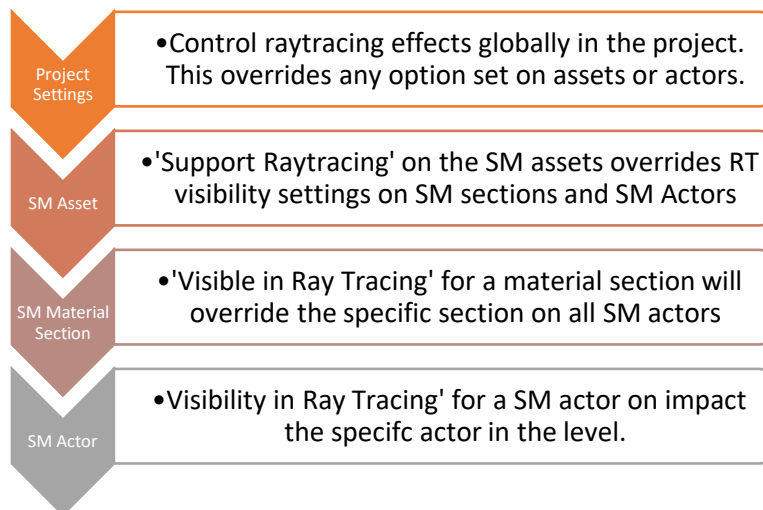 Project
Settings
•Control raytracing effects globally in the project.
This overrides any option set on assets or actors.
SM Asset
•'Support Raytracing' on the SM assets overrides RT
visibility settings on SM sections and SM Actors
SM Material
Section
•'Visible in Ray Tracing' for a material section will
override the specific section on all SM actors
SM Actor
•Visibility in Ray Tracing' for a SM actor on impact
the specifc actor in the level.